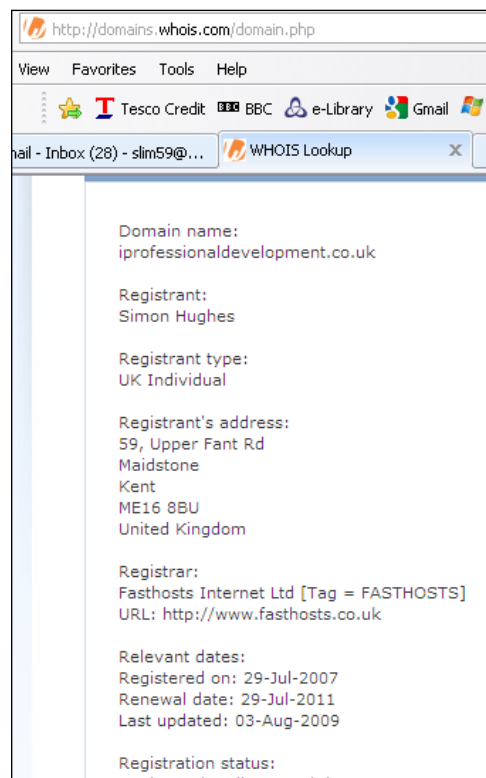 http://domains.whois.com/domain.php
View Favorites Tools Help
Tesco Credit BBC BBC e-Library Gmail
ail - Inbox (28) - slim59@... WHOIS Lookup x
Domain name:
iprofessionaldevelopment.co.uk
Registrant:
Simon Hughes
Registrant type:
UK Individual
Registrant's address:
59, Upper Fant Rd
Maidstone
Kent
ME16 8BU
United Kingdom
Registrar:
Fasthosts Internet Ltd [Tag = FASTHOSTS]
URL: http://www.fasthosts.co.uk
Relevant dates:
Registered on: 29-Jul-2007
Renewal date: 29-Jul-2011
Last updated: 03-Aug-2009
Registration status: